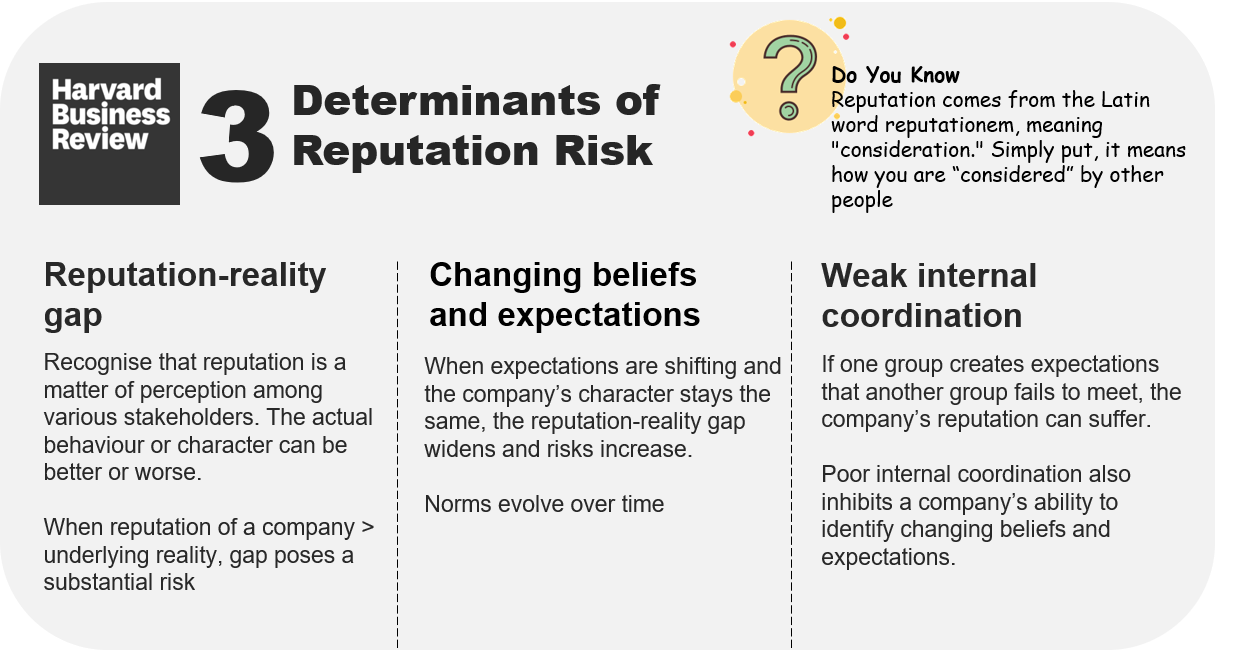 Harvard
Business
Review
3
Determinants of
Reputation Risk
?
Do You Know
Reputation comes from the Latin
word reputationem, meaning
"consideration." Simply put, it means
how you are “considered” by other
people
Reputation-reality
gap
Recognise that reputation is a
matter of perception among
various stakeholders. The actual
behaviour or character can be
better or worse.
When reputation of a company >
underlying reality, gap poses a
substantial risk
Changing beliefs
and expectations
When expectations are shifting and
the company’s character stays the
same, the reputation-reality gap
widens and risks increase.
Norms evolve over time
Weak internal
coordination
If one group creates expectations
that another group fails to meet, the
company’s reputation can suffer.
Poor internal coordination also
inhibits a company’s ability to
identify changing beliefs and
expectations.